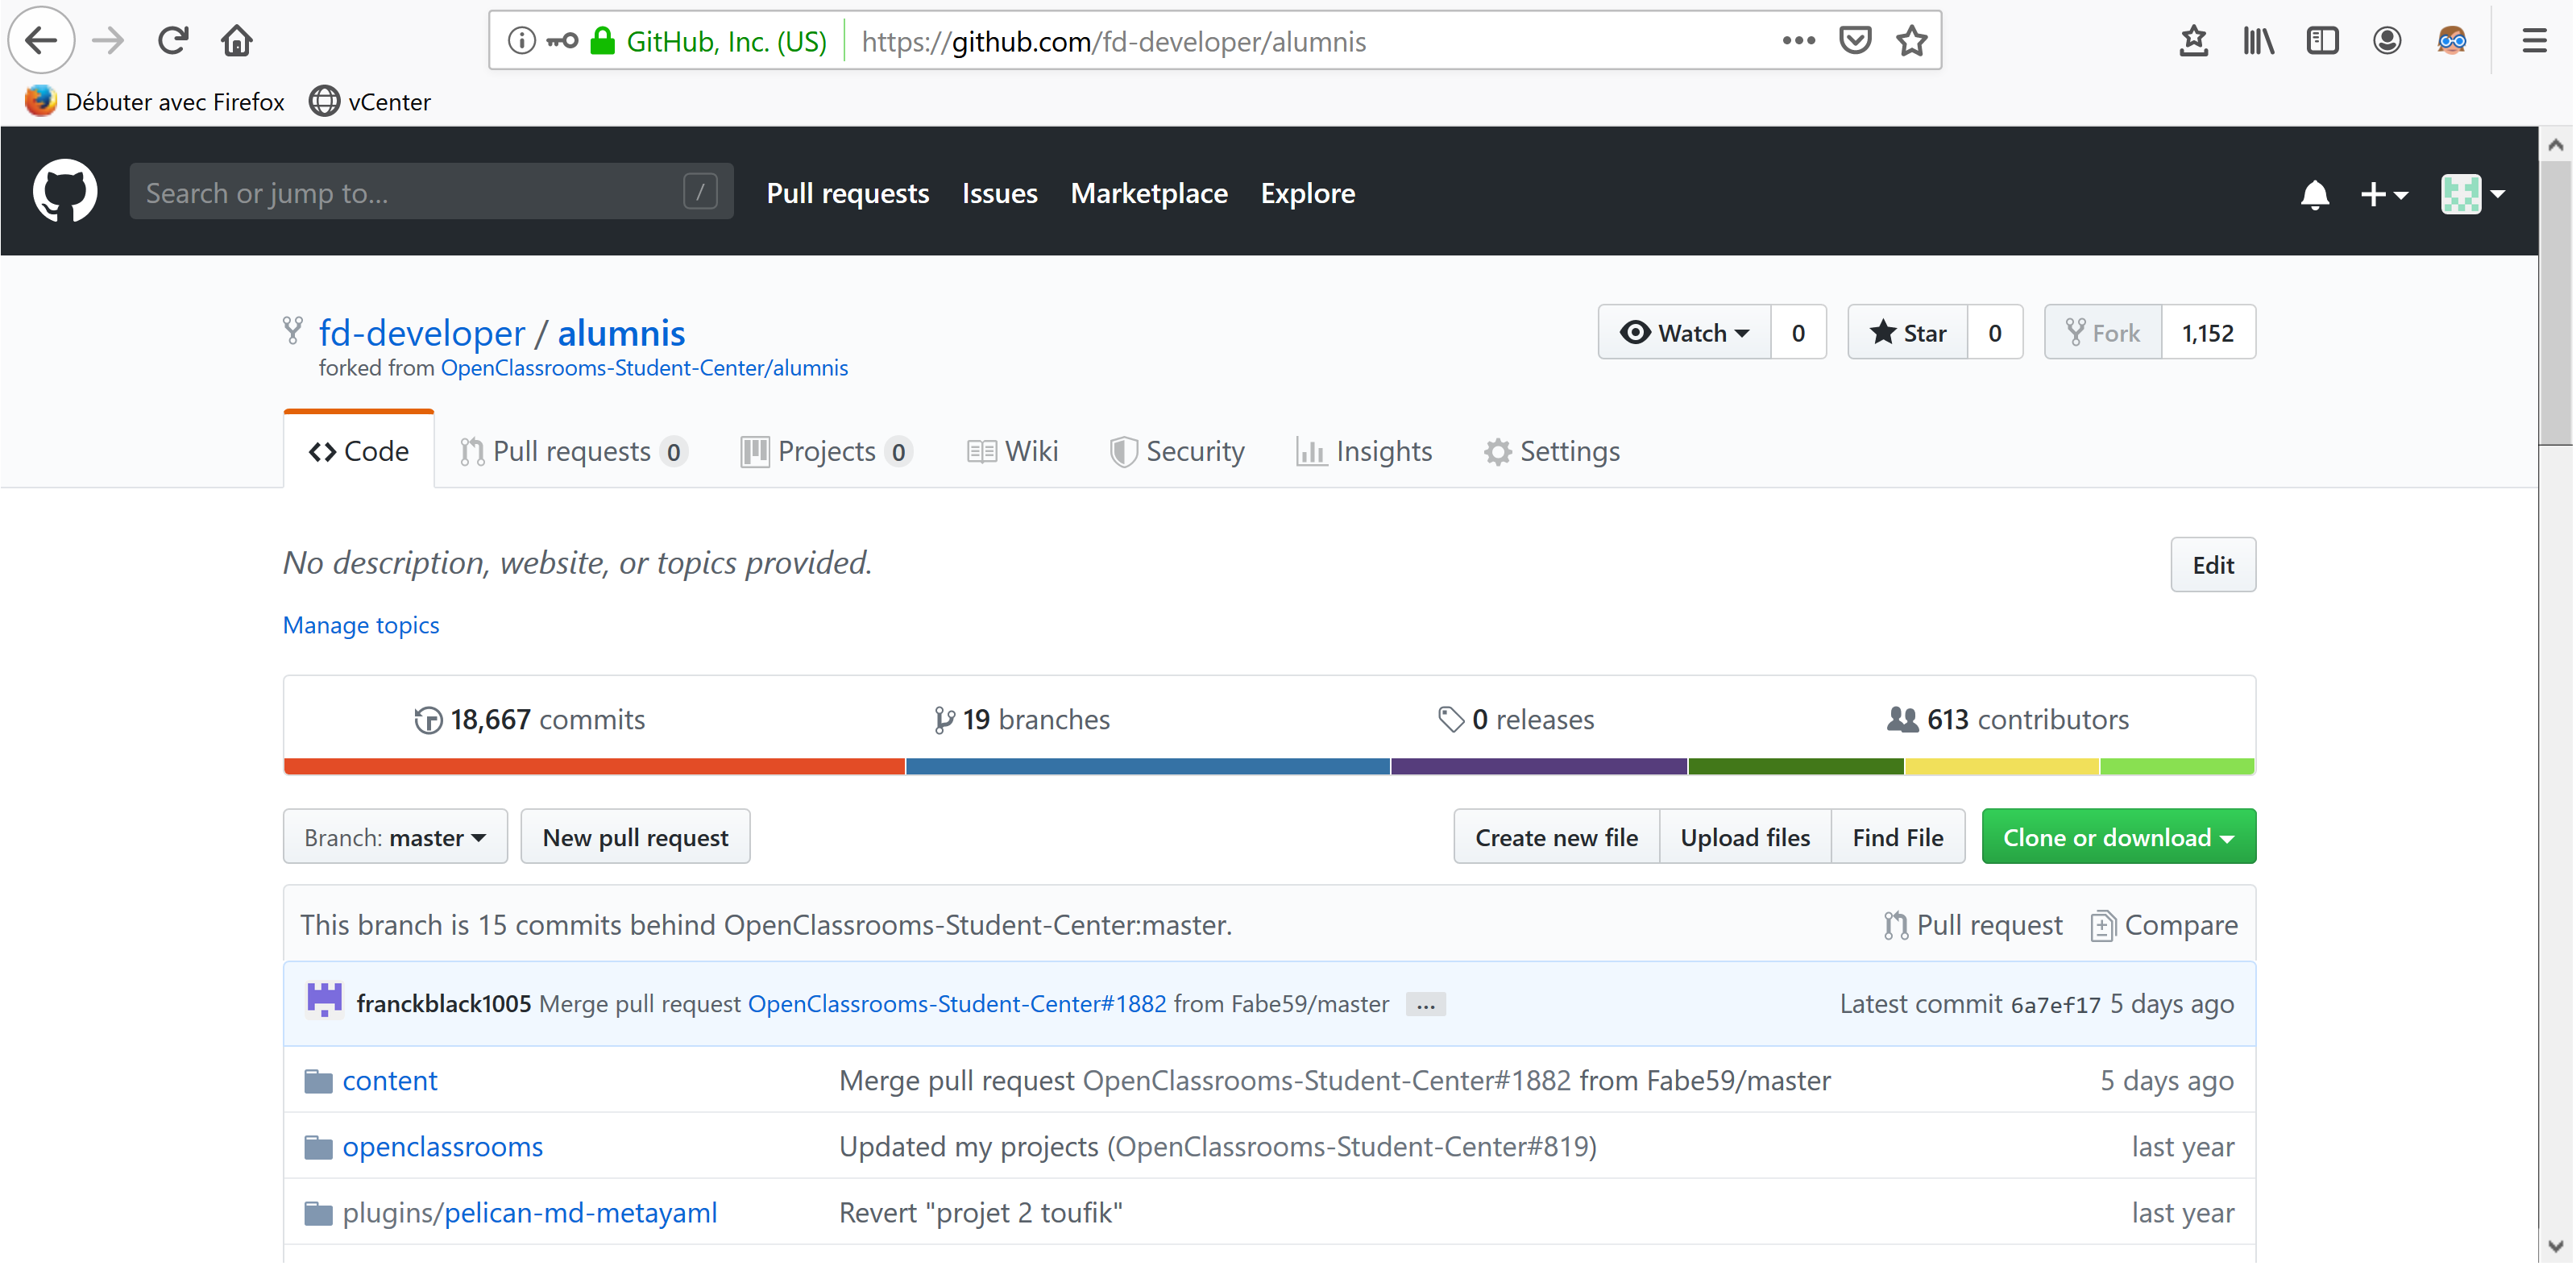 GitHub, Inc. (US) https://github.com/fd-developer/alumnis
Débuter avec Firefox vCenter
Search or jump to... / Pull requests Issues Marketplace Explore
fd-developer / alumnis Watch 0 Star 0 Fork 1,152
forked from OpenClassrooms-Student-Center/alumnis
Code Pull requests 0 Projects 0 Wiki Security Insights Settings
No description, website, or topics provided. Edit
Manage topics
18,667 commits 19 branches 0 releases 613 contributors
Branch: master New pull request Create new file Upload files Find File Clone or download
This branch is 15 commits behind OpenClassrooms-Student-Center:master. Pull request Compare
franckblack1005 Merge pull request OpenClassrooms-Student-Center#1882 from Fabe59/master ... Latest commit 6a7ef17 5 days ago
content Merge pull request OpenClassrooms-Student-Center#1882 from Fabe59/master 5 days ago
openclassrooms Updated my projects (OpenClassrooms-Student-Center#819) last year
plugins/pelican-md-metayaml Revert "projet 2 toufik" last year